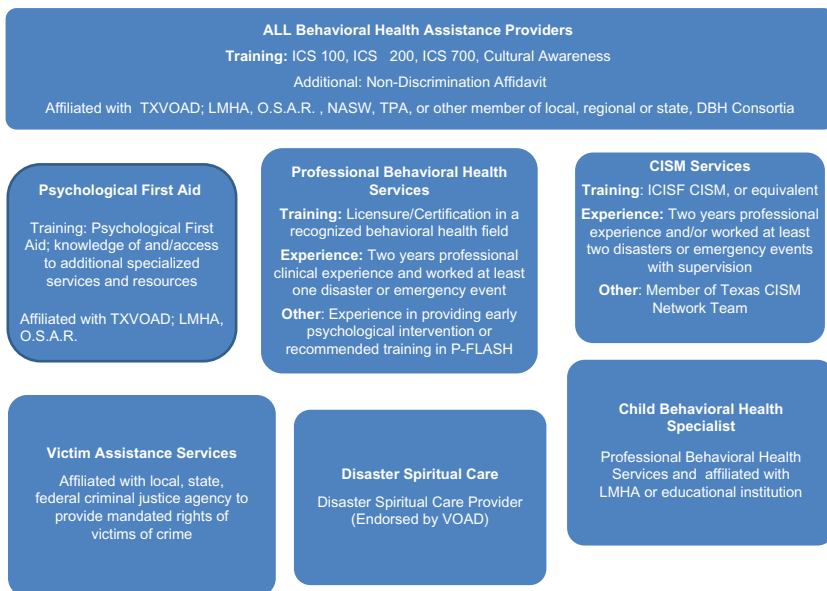 ALL Behavioral Health Assistance Providers
Training: ICS 100, ICS 200, ICS 700, Cultural Awareness
Additional: Non-Discrimination Affidavit
Affiliated with TXVOAD; LMHA, O.S.A.R. , NASW, TPA, or other member of local, regional or state, DBH Consortia
Psychological First Aid
Training: Psychological First
Aid; knowledge of and/access
to additional specialized
services and resources
Affiliated with TXVOAD; LMHA,
O.S.A.R.
Professional Behavioral Health
Services
Training: Licensure/Certification in a
recognized behavioral health field
Experience: Two years professional
clinical experience and worked at least
one disaster or emergency event
Other: Experience in providing early
psychological intervention or
recommended training in P-FLASH
CISM Services
Training: ICISF CISM, or equivalent
Experience: Two years professional
experience and/or worked at least
two disasters or emergency events
with supervision
Other: Member of Texas CISM
Network Team
Victim Assistance Services
Affiliated with local, state,
federal criminal justice agency to
provide mandated rights of
victims of crime
Disaster Spiritual Care
Disaster Spiritual Care Provider
(Endorsed by VOAD)
Child Behavioral Health
Specialist
Professional Behavioral Health
Services and affiliated with
LMHA or educational institution